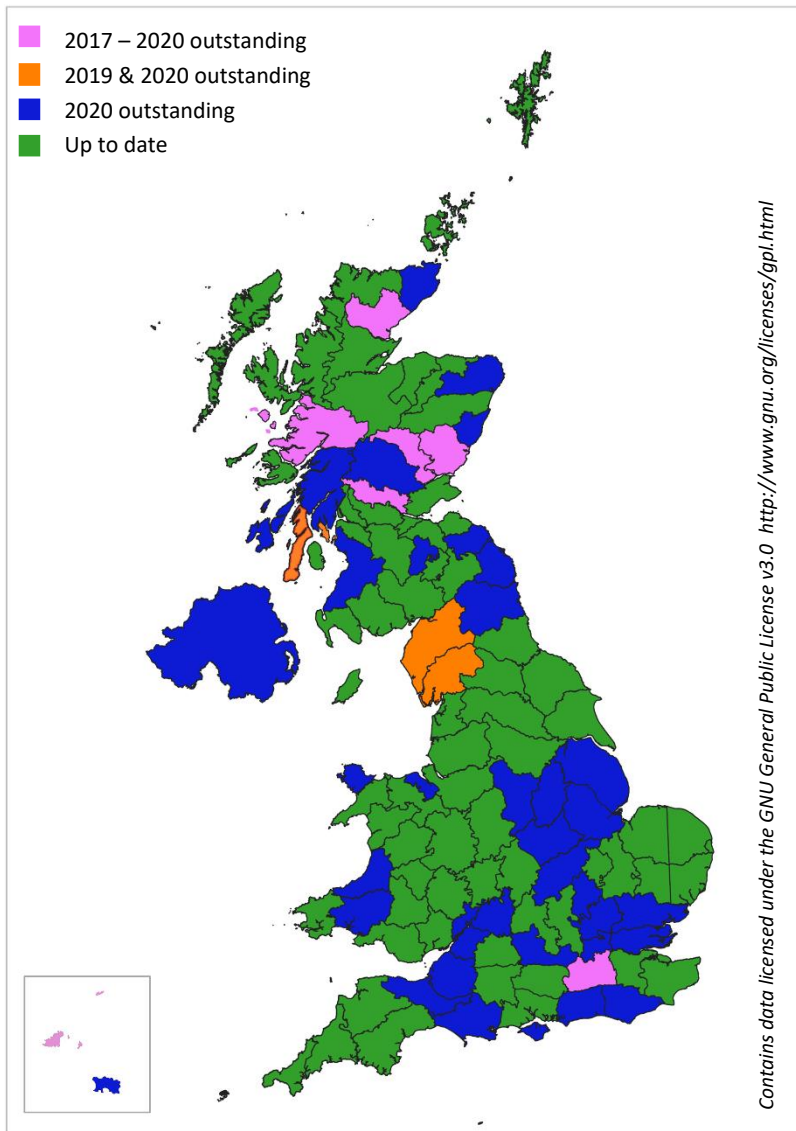 2017 – 2020 outstanding
2019 & 2020 outstanding
2020 outstanding
Up to date
Contains data licensed under the GNU General Public License v3.0  http://www.gnu.org/licenses/gpl.html